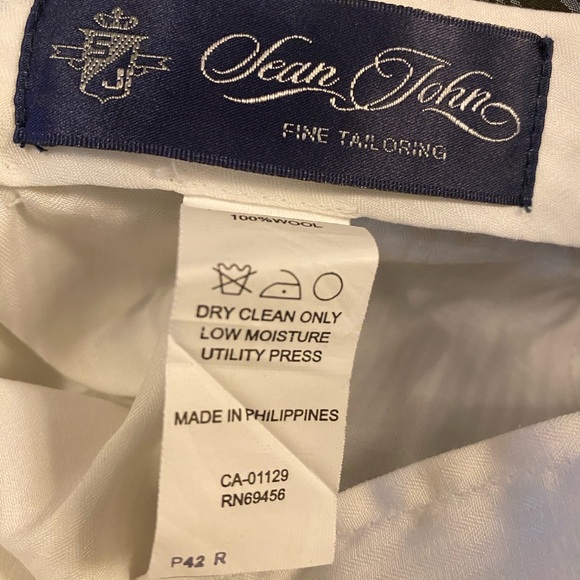 SJ
Sean John
FINE TAILORING
100%WOOL
DRY CLEAN ONLY
LOW MOISTURE
UTILITY PRESS
MADE IN PHILIPPINES
CA-01129
RN69456
P42 R